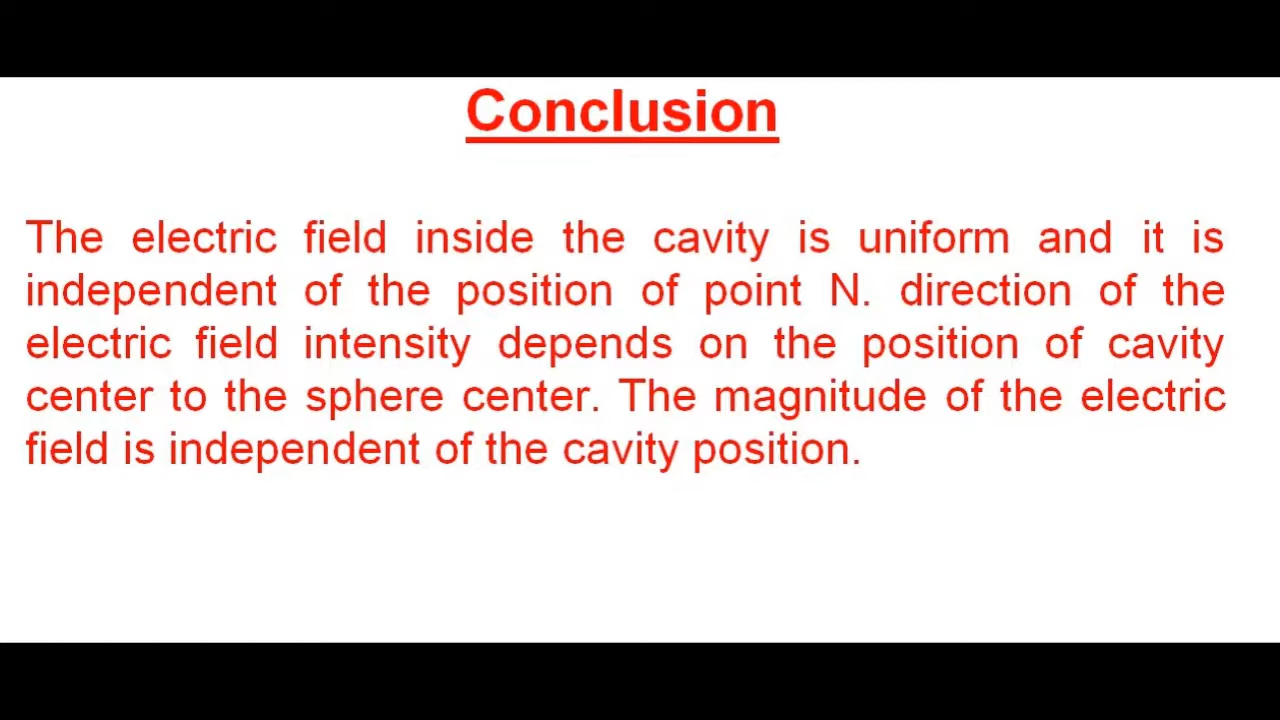 Conclusion
The electric field inside the cavity is uniform and it is
independent of the position of point N. direction of the
electric field intensity depends on the position of cavity
center to the sphere center. The magnitude of the electric
field is independent of the cavity position.